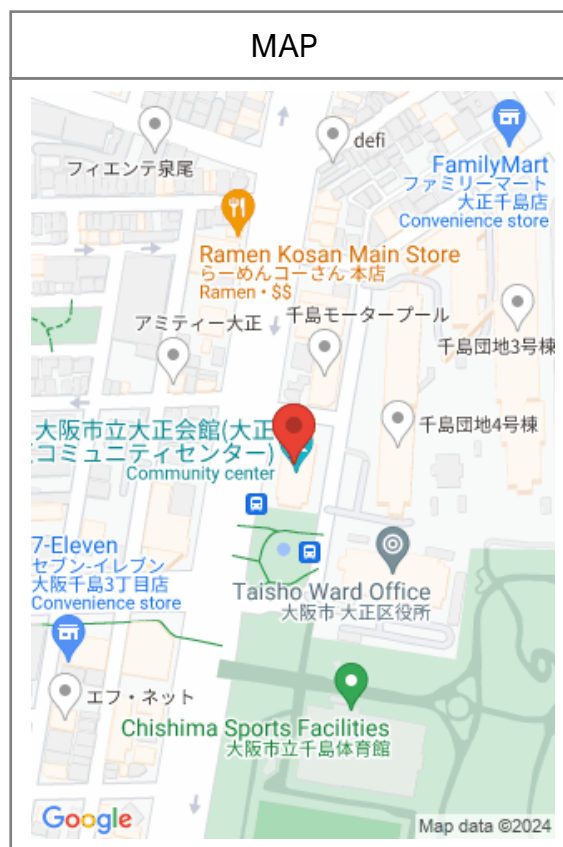 MAP
フィエンテ泉尾
defi
FamilyMart
ファミリーマート
大正千島店
Convenience store
Ramen Kosan Main Store
らーめんコーさん 本店
Ramen • $$
アミティー大正
千島モータープール
千島団地3号棟
大阪市立大正会館(大正
コミュニティセンター)
Community center
千島団地4号棟
7-Eleven
セブン-イレブン
大阪千島3丁目店
Convenience store
Taisho Ward Office
大阪市 大正区役所
エフ・ネット
Chishima Sports Facilities
大阪市立千島体育館
Google
Map data ©2024